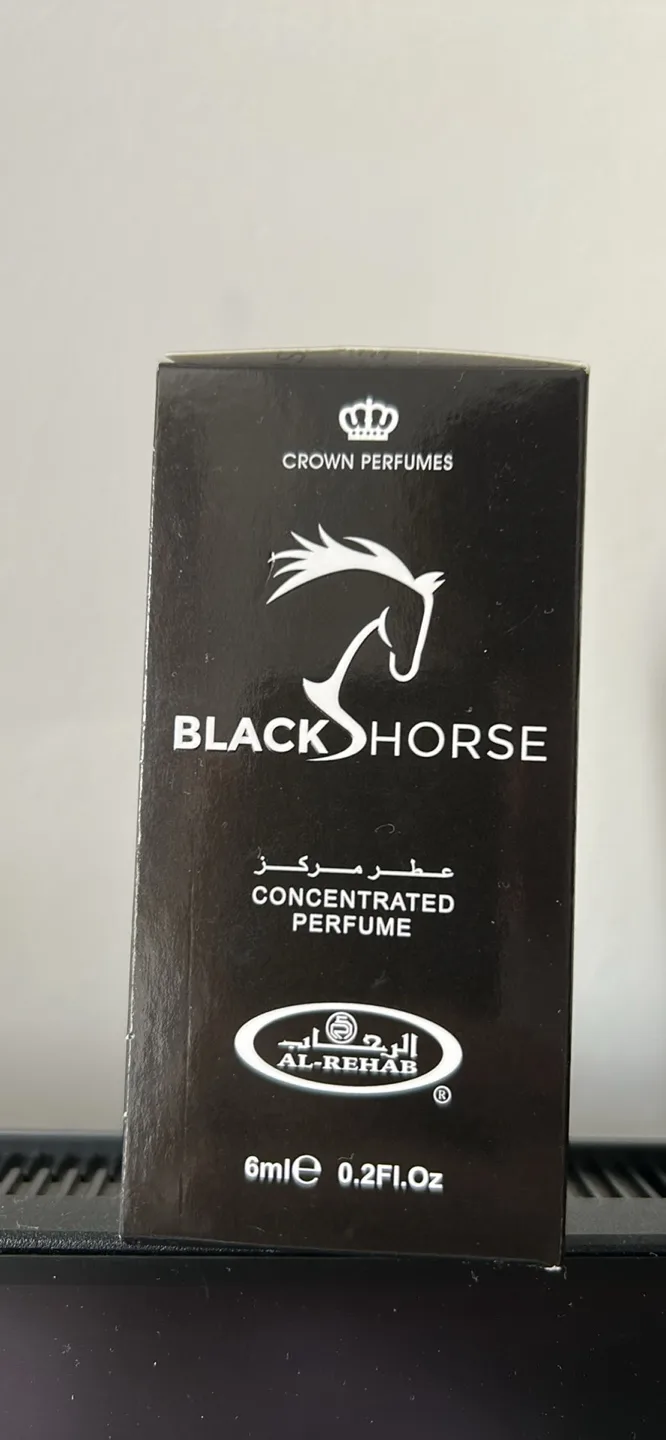 CROWN PERFUMES
BLACK HORSE
عطر مركز
CONCENTRATED
PERFUME
الرحاب
AL-REHAB
®
6ml℮ 0.2Fl.Oz